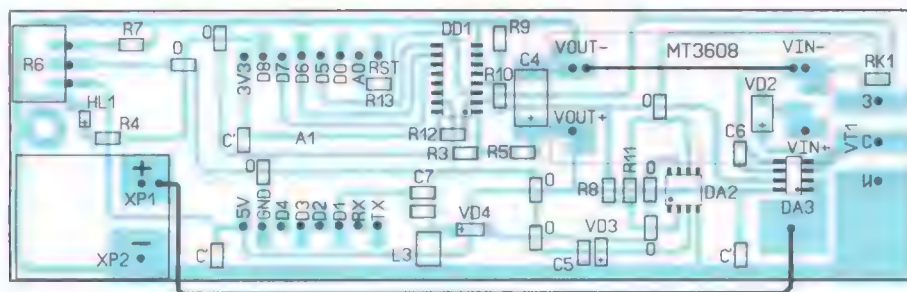 R6
R7
0
0
3V3
D8
D7
D6
D5
D0
A0
RST
R13
DD1
R9
R10
C4
VOUT-
MT3608
VIN-
RK1
HL1
R4
C'
A1
R12
R3
R5
VOUT+
0
VD2
C6
VIN+
VT1
З
С
И
+
XP1
0
5V
GND
D4
D3
D2
D1
RX
TX
C7
VD4
0
R8
R11
0
DA2
DA3
−
XP2
C'
L3
0
C5
VD3
0
C'